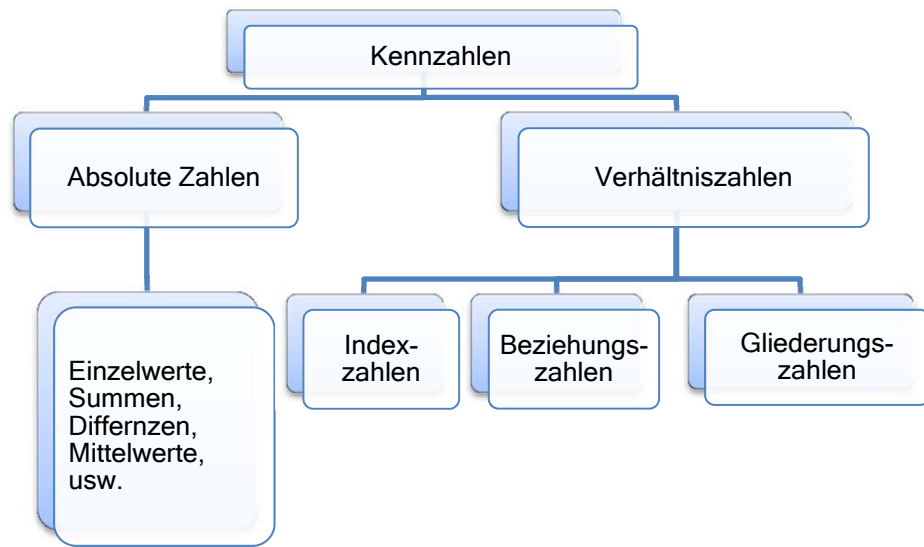 Kennzahlen
Absolute Zahlen
Verhältniszahlen
Einzelwerte,
Summen,
Differnzen,
Mittelwerte,
usw.
Index-
zahlen
Beziehungs-
zahlen
Gliederungs-
zahlen